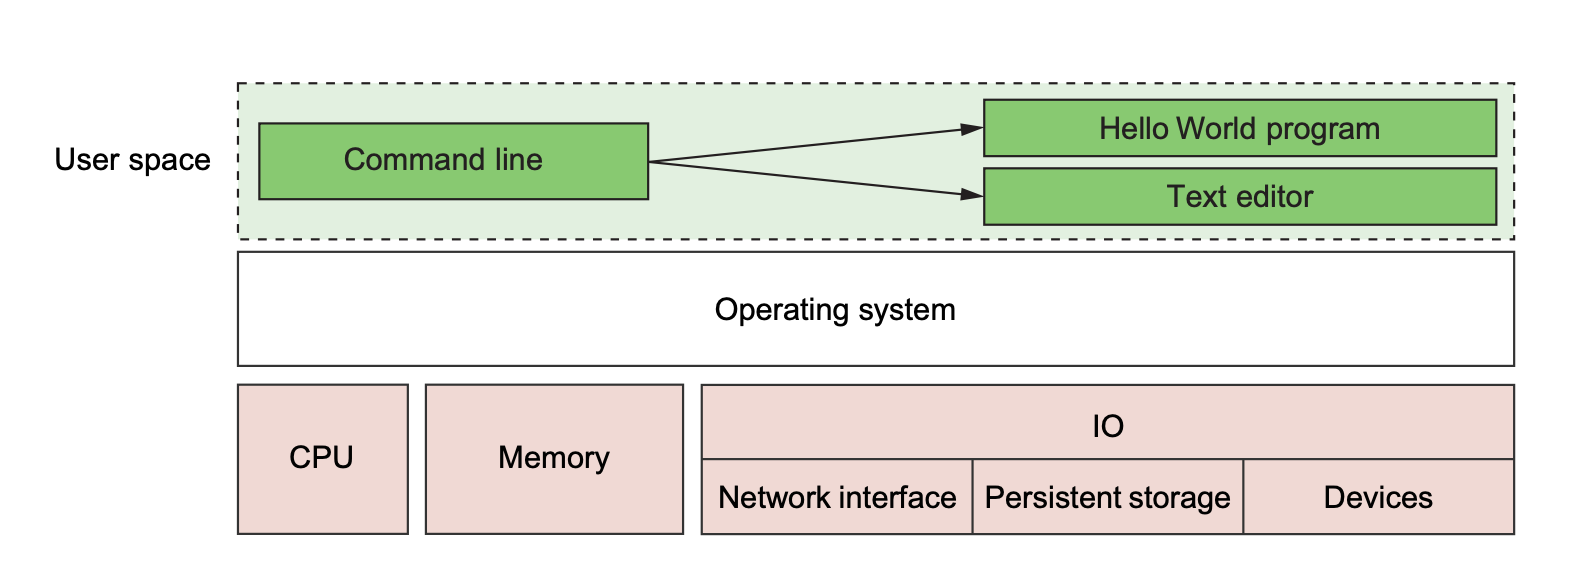 User space
Command line
Hello World program
Text editor
Operating system
CPU
Memory
IO
Network interface
Persistent storage
Devices